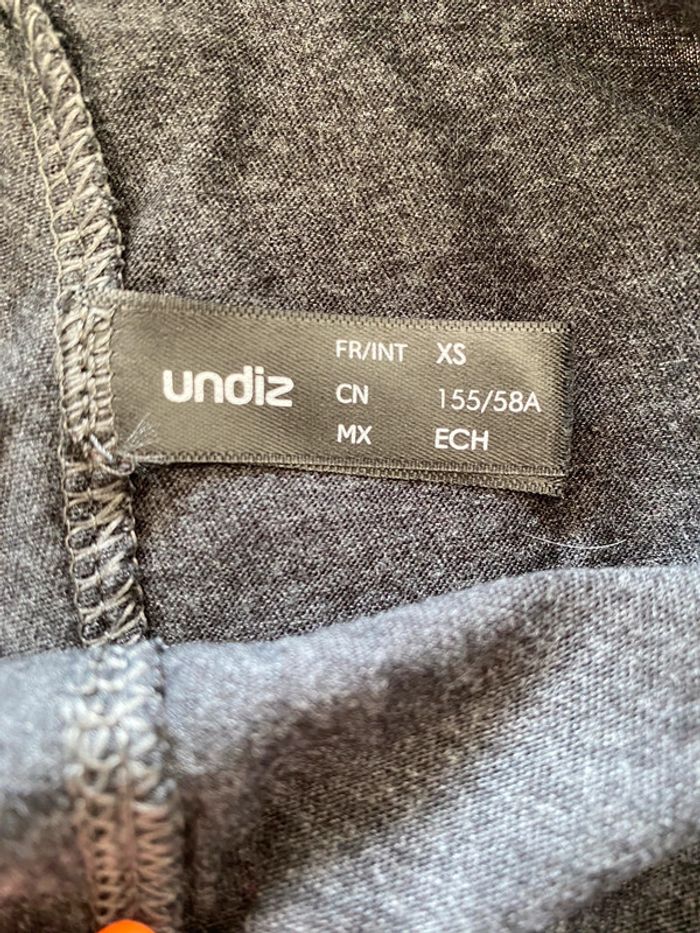 undiz
FR/INT XS
CN 155/58A
MX ECH